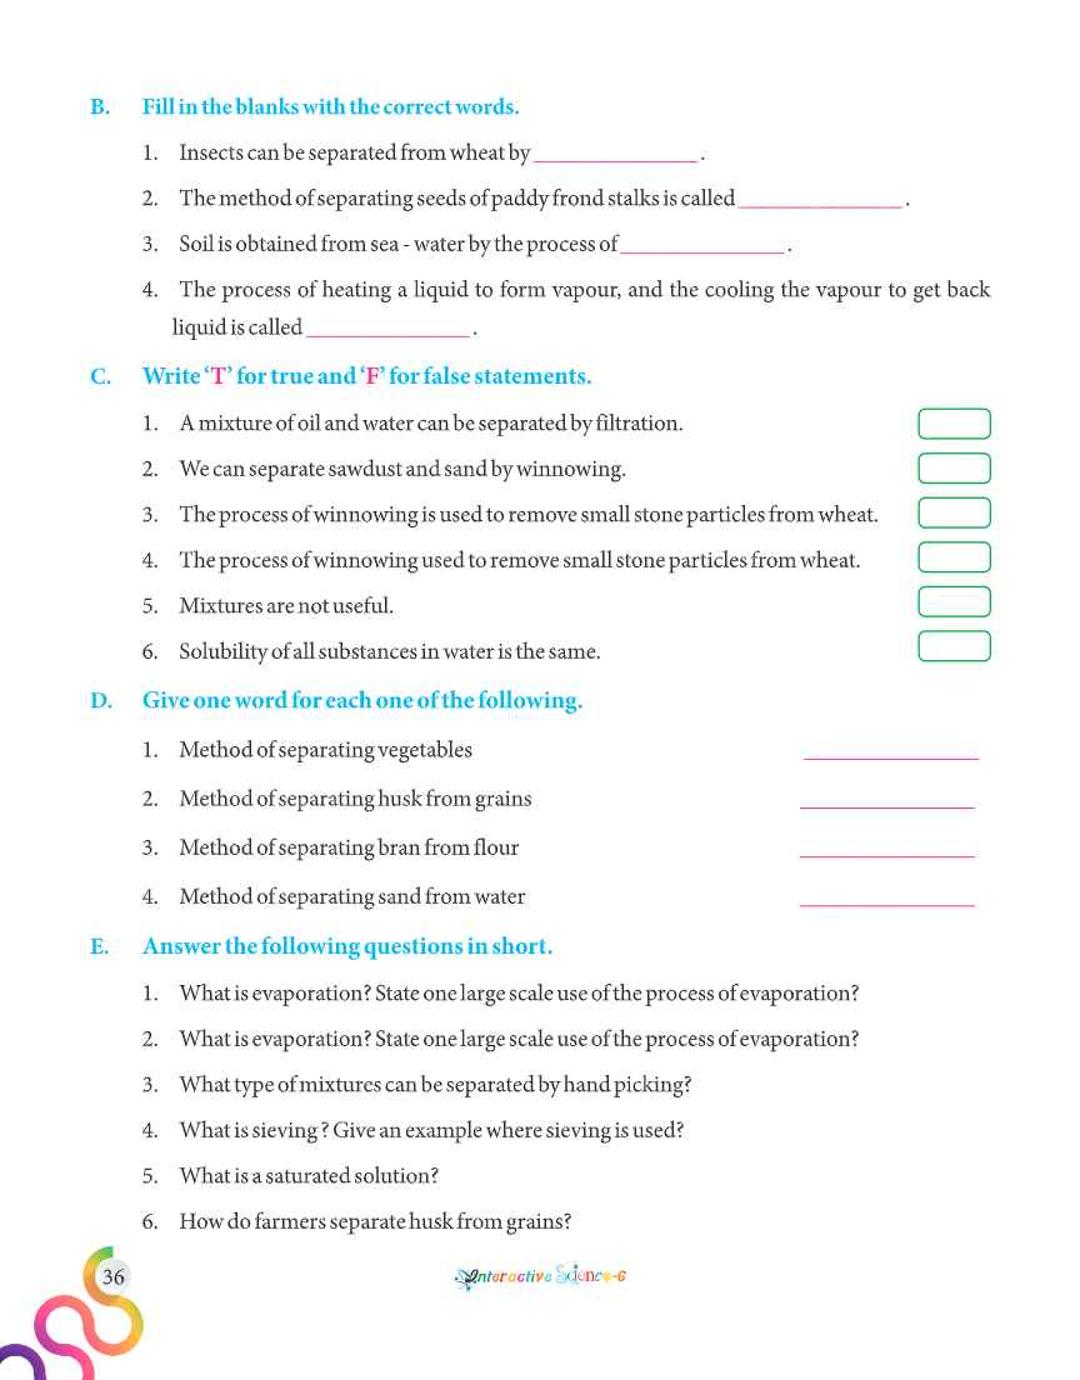 B. Fill in the blanks with the correct words.
1. Insects can be separated from wheat by ______________ .
2. The method of separating seeds of paddy frond stalks is called ______________ .
3. Soil is obtained from sea - water by the process of ______________ .
4. The process of heating a liquid to form vapour, and the cooling the vapour to get back
liquid is called ______________ .
C. Write ‘T’ for true and ‘F’ for false statements.
1. A mixture of oil and water can be separated by filtration.
2. We can separate sawdust and sand by winnowing.
3. The process of winnowing is used to remove small stone particles from wheat.
4. The process of winnowing used to remove small stone particles from wheat.
5. Mixtures are not useful.
6. Solubility of all substances in water is the same.
D. Give one word for each one of the following.
1. Method of separating vegetables ______________
2. Method of separating husk from grains ______________
3. Method of separating bran from flour ______________
4. Method of separating sand from water ______________
E. Answer the following questions in short.
1. What is evaporation? State one large scale use of the process of evaporation?
2. What is evaporation? State one large scale use of the process of evaporation?
3. What type of mixtures can be separated by hand picking?
4. What is sieving ? Give an example where sieving is used?
5. What is a saturated solution?
6. How do farmers separate husk from grains?
36
Interactive Science-6